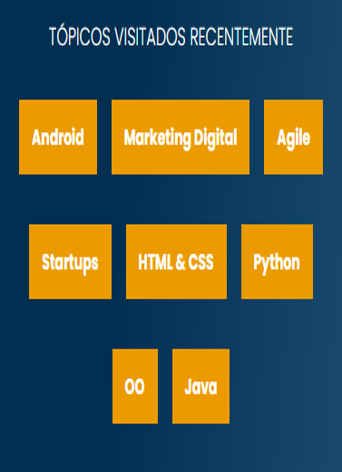 TÓPICOS VISITADOS RECENTEMENTE
Android Marketing Digital Agile
Startups HTML & CSS Python
OO Java